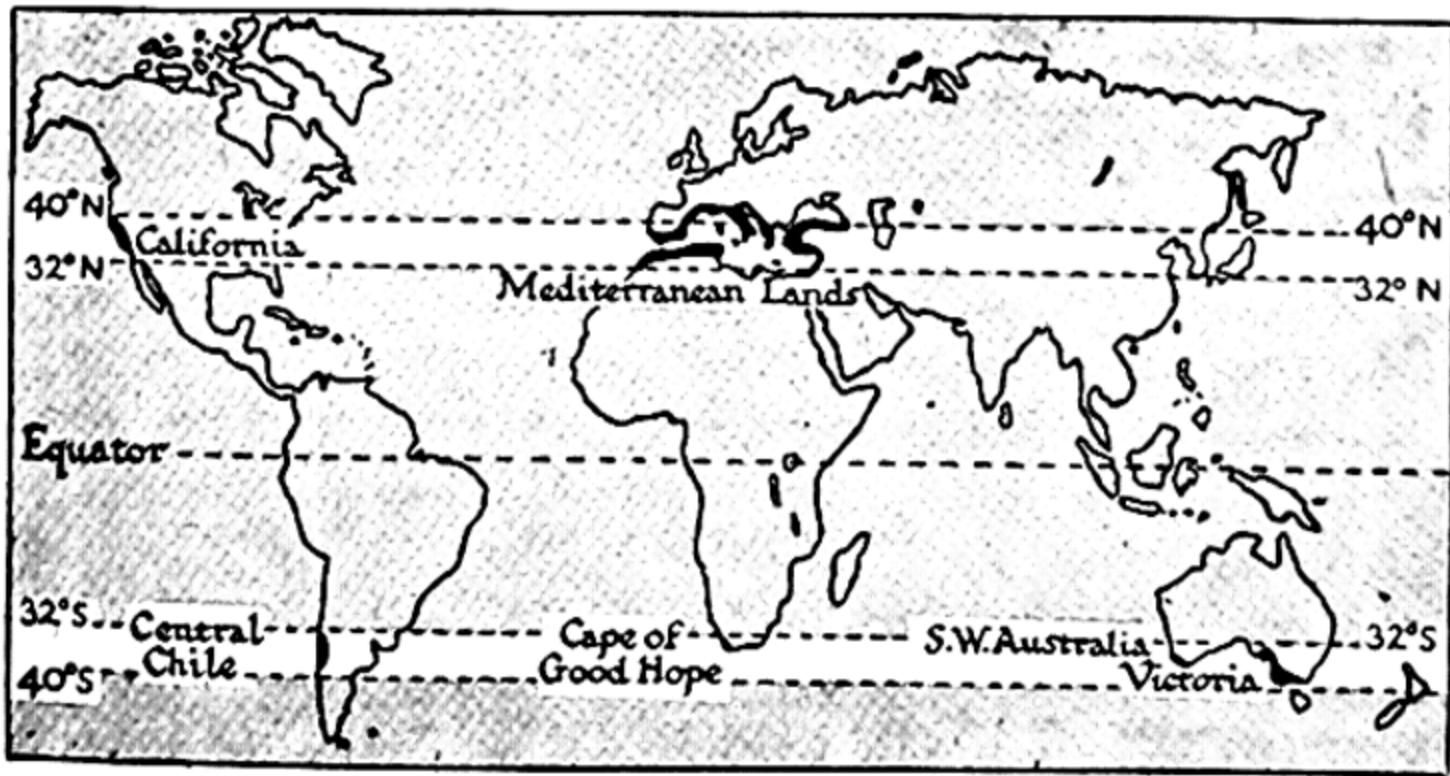 40°N
40°N
California
32°N
32° N
Mediterranean Lands
Equator
32°S
Central
Chile
Cape of
Good Hope
S.W.Australia
32°S
40°S
Victoria